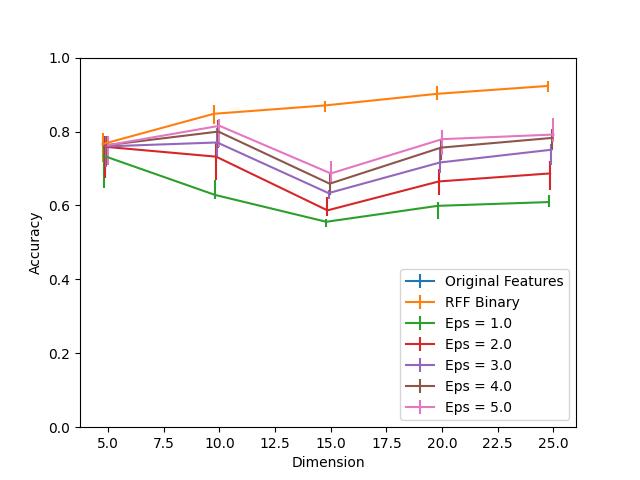 1.0
0.8
0.6
0.4
0.2
0.0
Accuracy
5.0 7.5 10.0 12.5 15.0 17.5 20.0 22.5 25.0
Dimension
Original Features
RFF Binary
Eps = 1.0
Eps = 2.0
Eps = 3.0
Eps = 4.0
Eps = 5.0